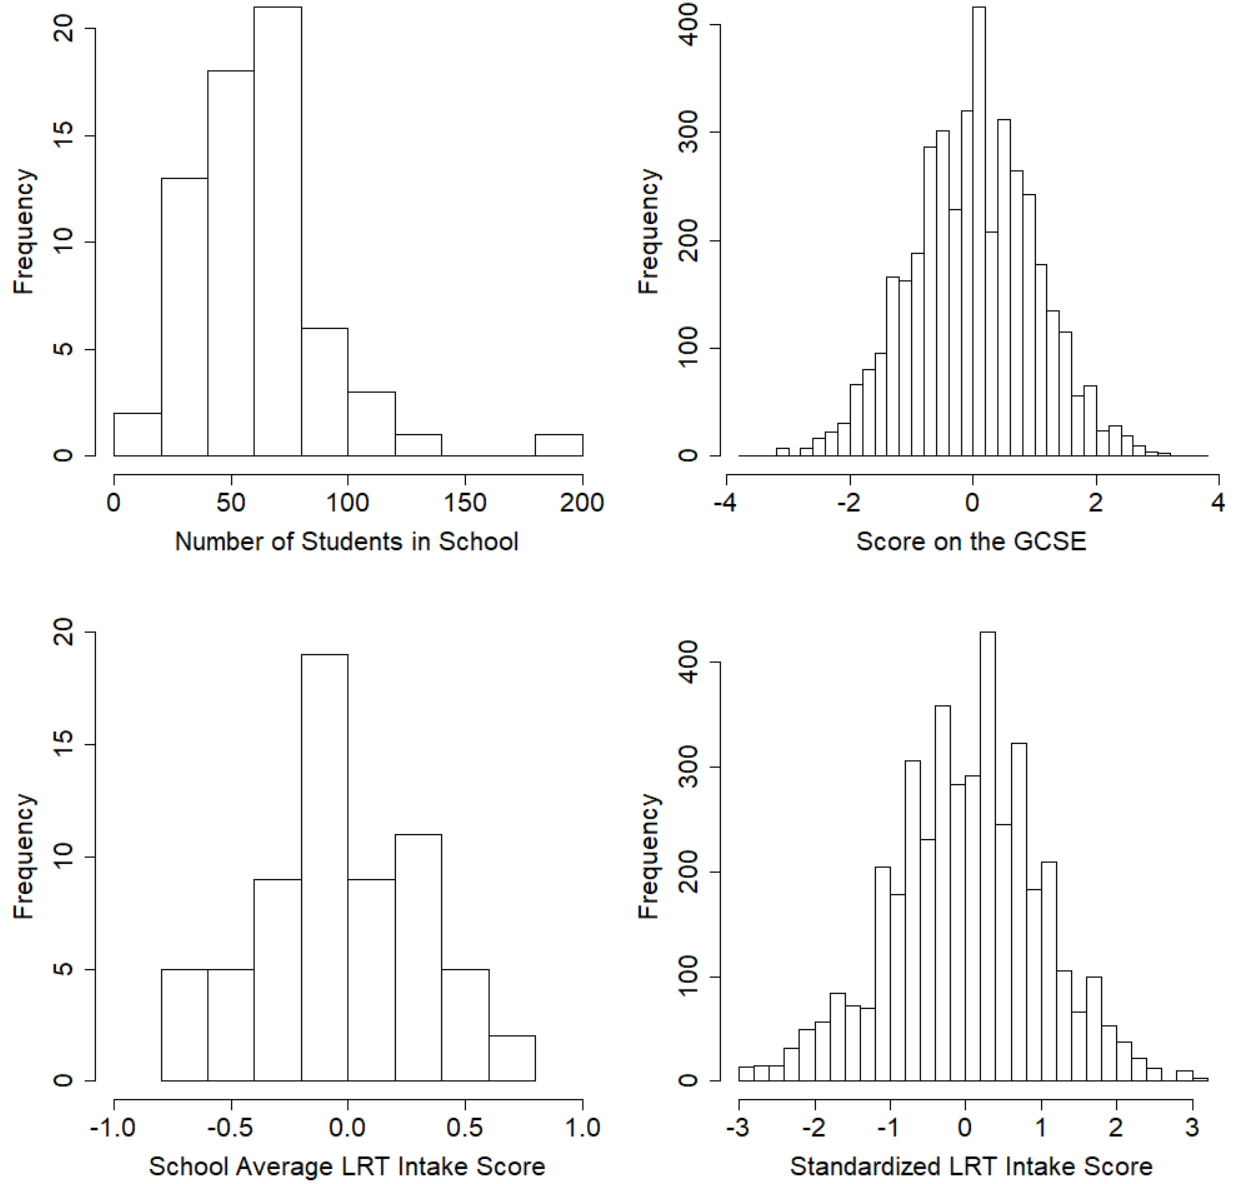 Frequency
20
15
10
5
0
0 50 100 150 200
Number of Students in School
Frequency
400
300
200
100
0
-4 -2 0 2 4
Score on the GCSE
Frequency
20
15
10
5
0
-1.0 -0.5 0.0 0.5 1.0
School Average LRT Intake Score
Frequency
400
300
200
100
0
-3 -2 -1 0 1 2 3
Standardized LRT Intake Score